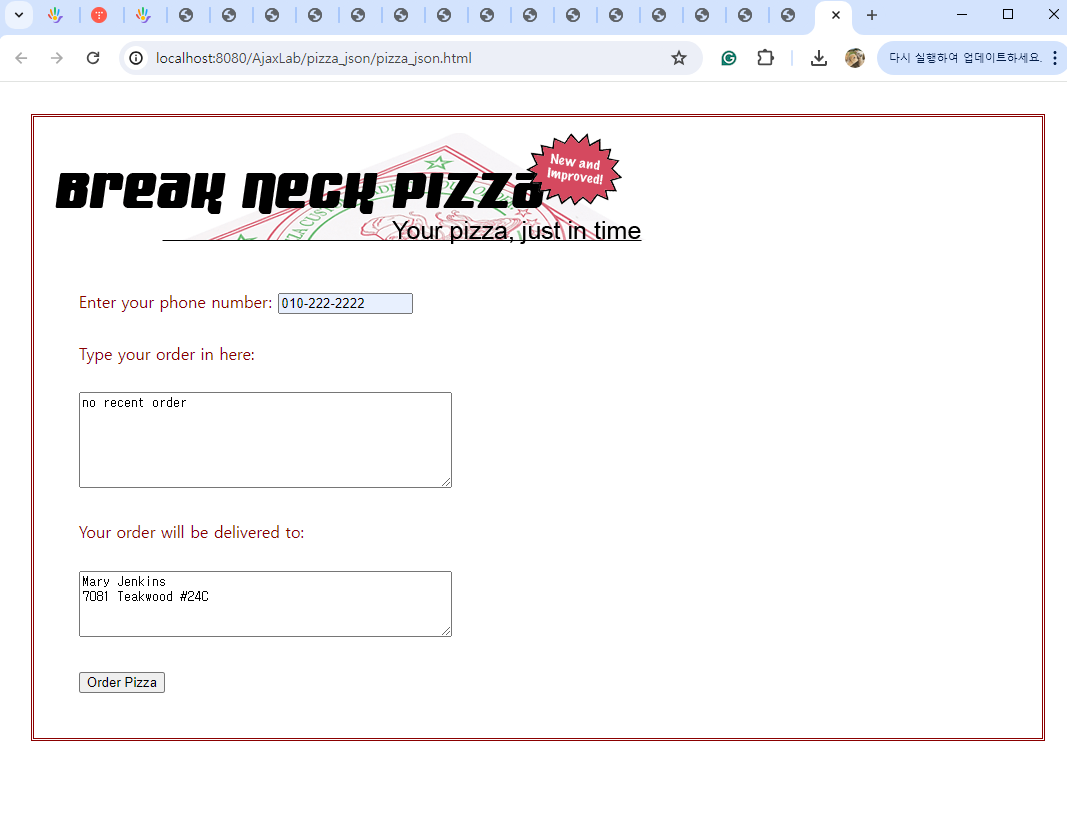 localhost:8080/AjaxLab/pizza_json/pizza_json.html
다시 실행하여 업데이트하세요.
Break Neck Pizza
New and
Improved!
Your pizza, just in time
Enter your phone number: 010-222-2222
Type your order in here:
no recent order
Your order will be delivered to:
Mary Jenkins
7081 Teakwood #24C
Order Pizza